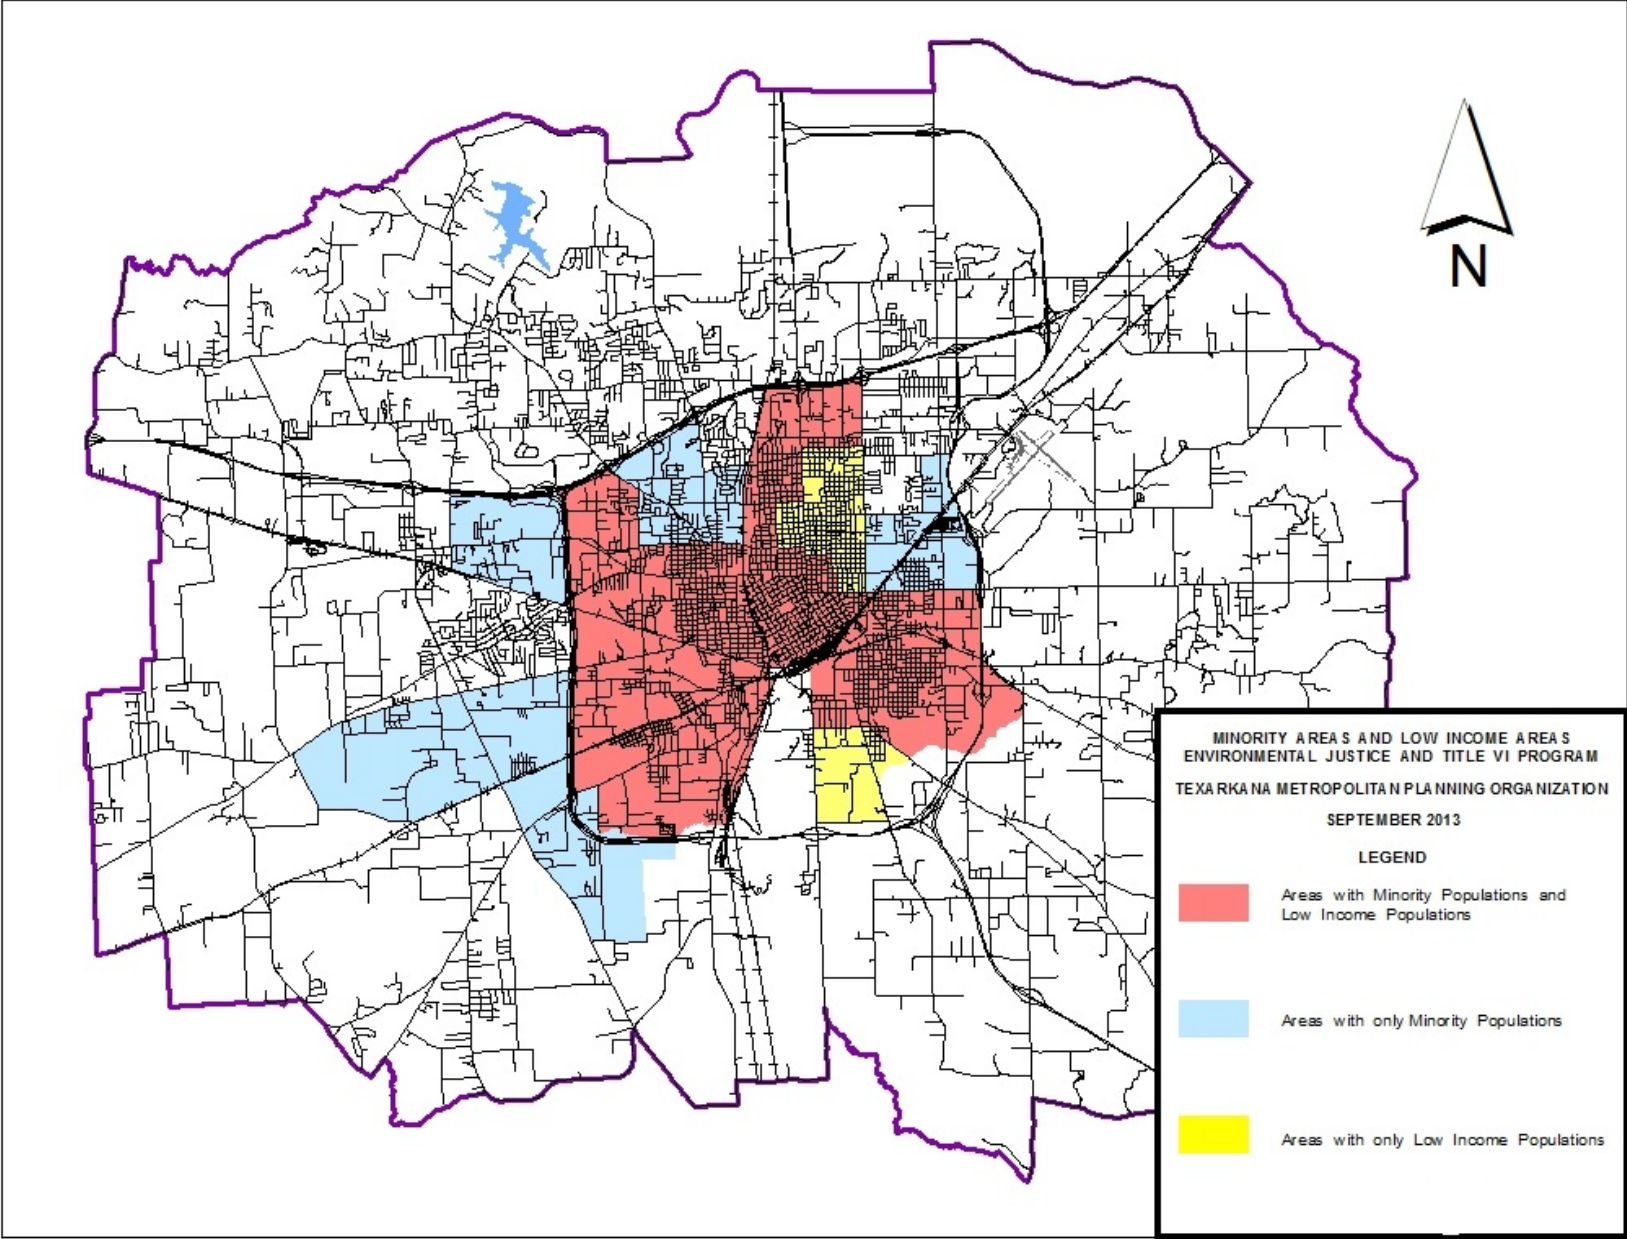 N
MINORITY AREAS AND LOW INCOME AREAS
ENVIRONMENTAL JUSTICE AND TITLE VI PROGRAM
TEXARKANA METROPOLITAN PLANNING ORGANIZATION
SEPTEMBER 2013
LEGEND
Areas with Minority Populations and
Low Income Populations
Areas with only Minority Populations
Areas with only Low Income Populations